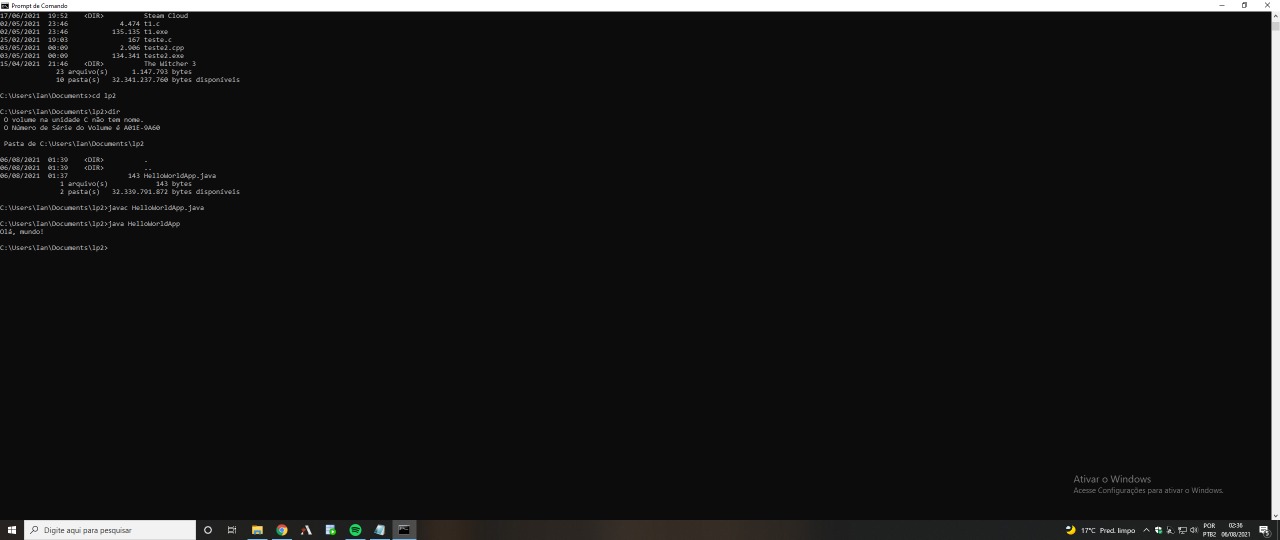 Prompt de Comando
17/06/2021  19:52    <DIR>          Steam Cloud
02/05/2021  23:46             4.474 t1.c
02/05/2021  23:46           135.135 t1.exe
25/02/2021  19:03               167 teste.c
03/05/2021  00:09             2.906 teste2.cpp
03/05/2021  00:09           134.341 teste2.exe
15/04/2021  21:46    <DIR>          The Witcher 3
23 arquivo(s)      1.147.793 bytes
10 pasta(s)   32.341.237.760 bytes disponíveis
C:\Users\Ian\Documents>cd lp2
C:\Users\Ian\Documents\lp2>dir
O volume na unidade C não tem nome.
O Número de Série do Volume é A01E-9A60
Pasta de C:\Users\Ian\Documents\lp2
06/08/2021  01:39    <DIR>          .
06/08/2021  01:39    <DIR>          ..
06/08/2021  01:37               143 HelloWorldApp.java
1 arquivo(s)            143 bytes
2 pasta(s)   32.339.791.872 bytes disponíveis
C:\Users\Ian\Documents\lp2>javac HelloWorldApp.java
C:\Users\Ian\Documents\lp2>java HelloWorldApp
Olá, mundo!
C:\Users\Ian\Documents\lp2>
Ativar o Windows
Acesse Configurações para ativar o Windows.
Digite aqui para pesquisar
17°C Pred. limpo
POR
PTB2
02:36
06/08/2021